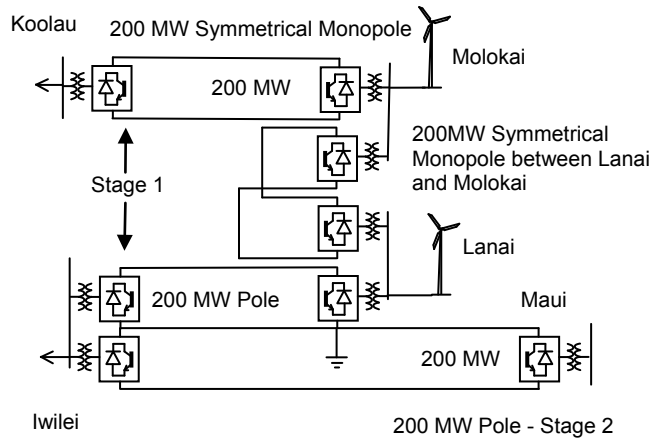 Koolau
200 MW Symmetrical Monopole
Molokai
200 MW
200MW Symmetrical
Monopole between Lanai
and Molokai
Stage 1
Lanai
200 MW Pole
Maui
200 MW
Iwilei
200 MW Pole - Stage 2